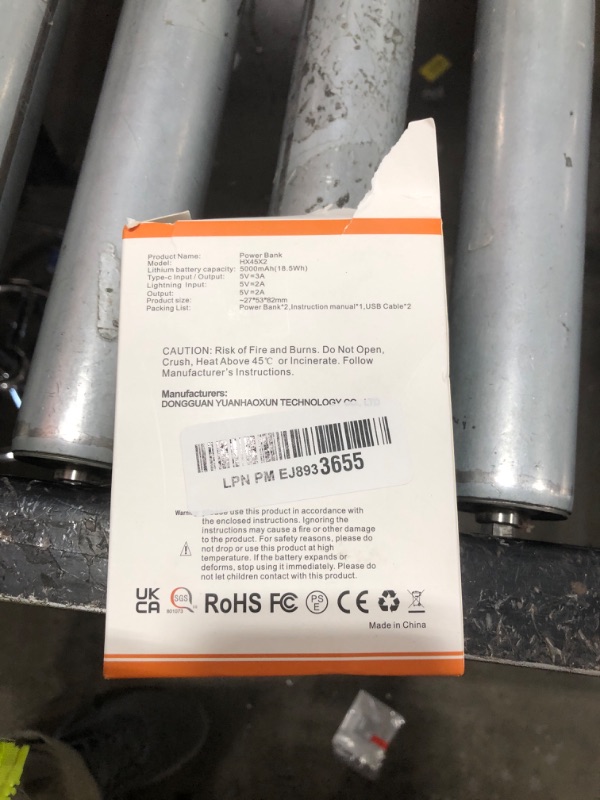 Product Name: Power Bank
Model: HX45X2
Lithium battery capacity: 5000mAh(18.5Wh)
Type-c Input / Output: 5V=3A
Lightning Input: 5V=2A
Output: 5V=2A
Product size: ~27*53*82mm
Packing List: Power Bank*2,Instruction manual*1,USB Cable*2
CAUTION: Risk of Fire and Burns. Do Not Open,
Crush, Heat Above 45℃ or Incinerate. Follow
Manufacturer's Instructions.
Manufacturers:
DONGGUAN YUANHAOXUN TECHNOLOGY CO., LTD
LPN PM EJ8933655
use this product in accordance with
the enclosed instructions. Ignoring the
instructions may cause a fire or other damage
to the product. For safety reasons, please do
not drop or use this product at high
temperature. If the battery expands or
deforms, stop using it immediately. Please do
not let children contact with this product.
UK
CA SGS RoHS FC PS
E CE
Made in China